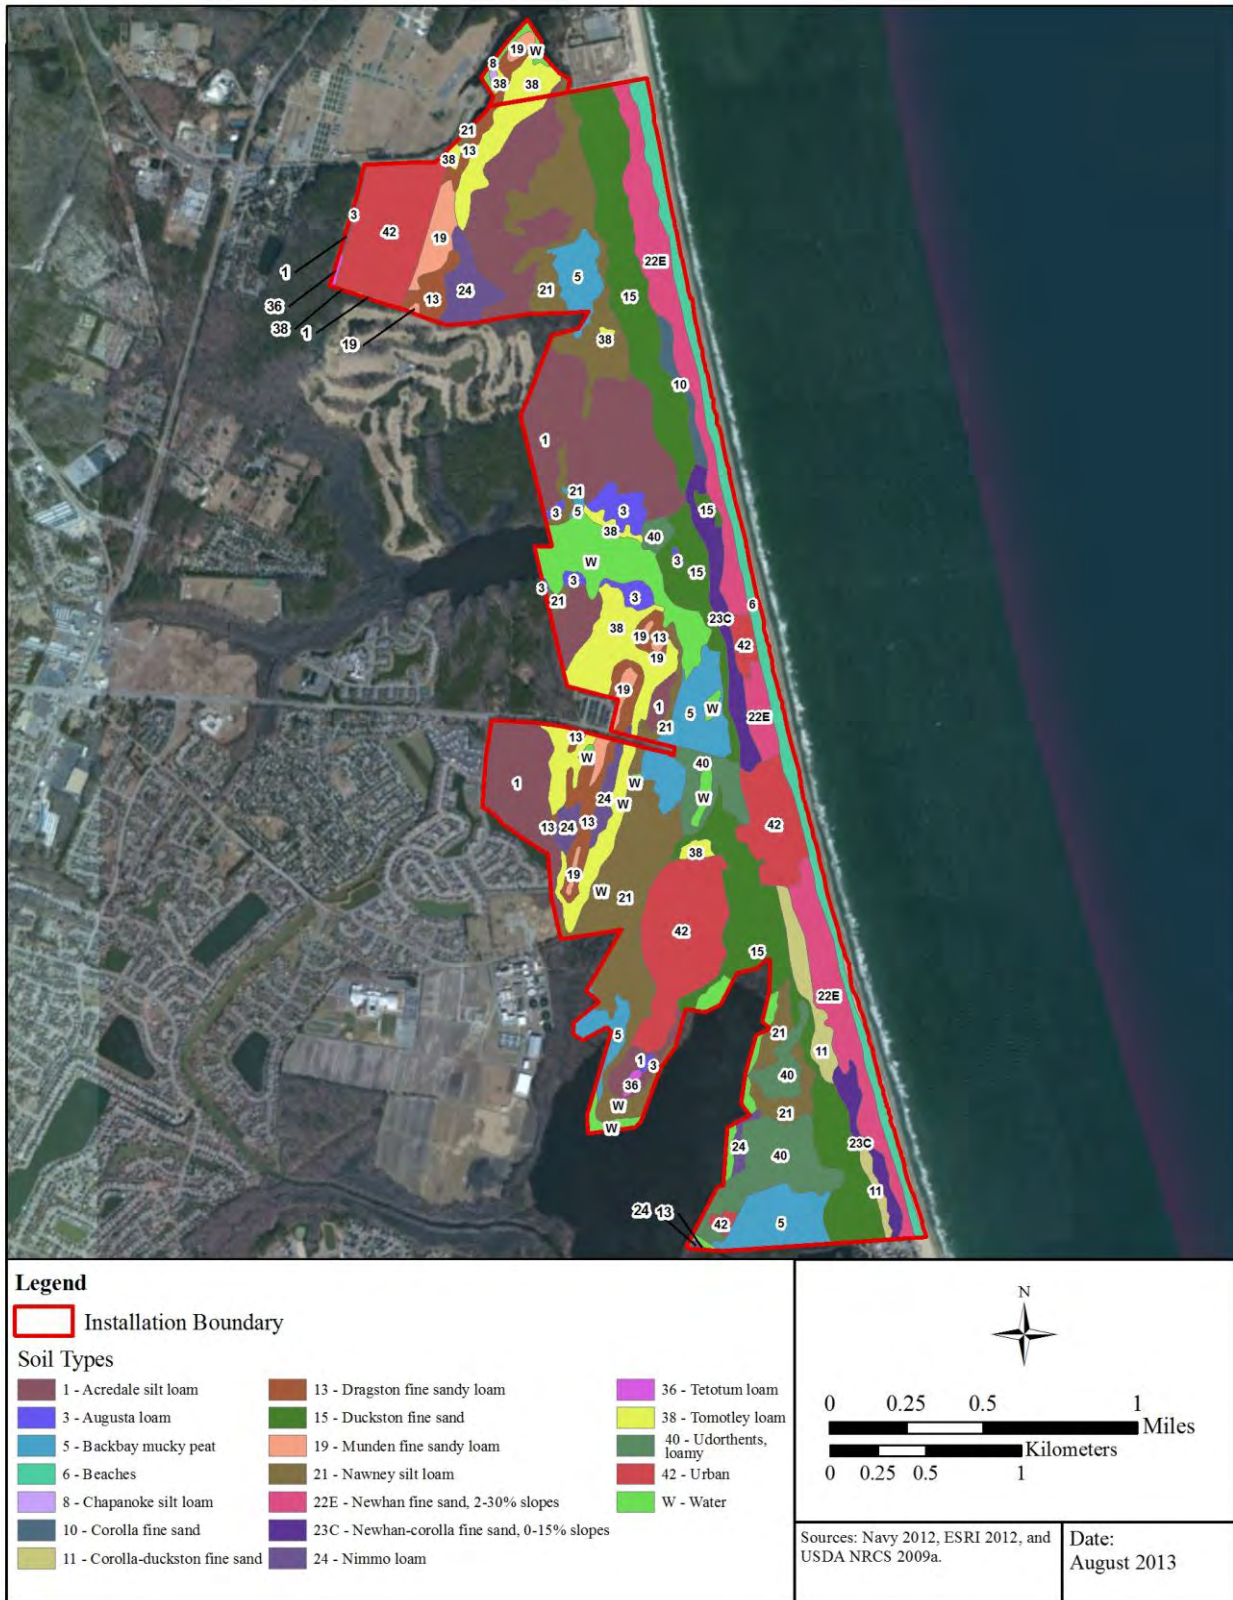 19
W
8
38
38
21
13
38
3
42
19
22E
1
5
15
36
24
21
13
38
1
19
38
10
1
21
3
5
3
15
38
40
W
3
15
3
3
21
3
6
23C
38
19
13
42
19
19
1
5
W
22E
21
13
W
40
1
W
24
W
W
42
13
24
13
38
19
W
21
42
15
22E
5
21
11
1
3
40
36
W
21
W
24
23C
40
11
24
13
42
5
Legend
Installation Boundary
Soil Types
1 - Acredale silt loam
3 - Augusta loam
5 - Backbay mucky peat
6 - Beaches
8 - Chapanoke silt loam
10 - Corolla fine sand
11 - Corolla-duckston fine sand
13 - Dragston fine sandy loam
15 - Duckston fine sand
19 - Munden fine sandy loam
21 - Nawney silt loam
22E - Newhan fine sand, 2-30% slopes
23C - Newhan-corolla fine sand, 0-15% slopes
24 - Nimmo loam
36 - Tetotum loam
38 - Tomotley loam
40 - Udorthents,
loamy
42 - Urban
W - Water
N
0 0.25 0.5 1
Miles
Kilometers
0 0.25 0.5 1
Sources: Navy 2012, ESRI 2012, and
USDA NRCS 2009a.
Date:
August 2013